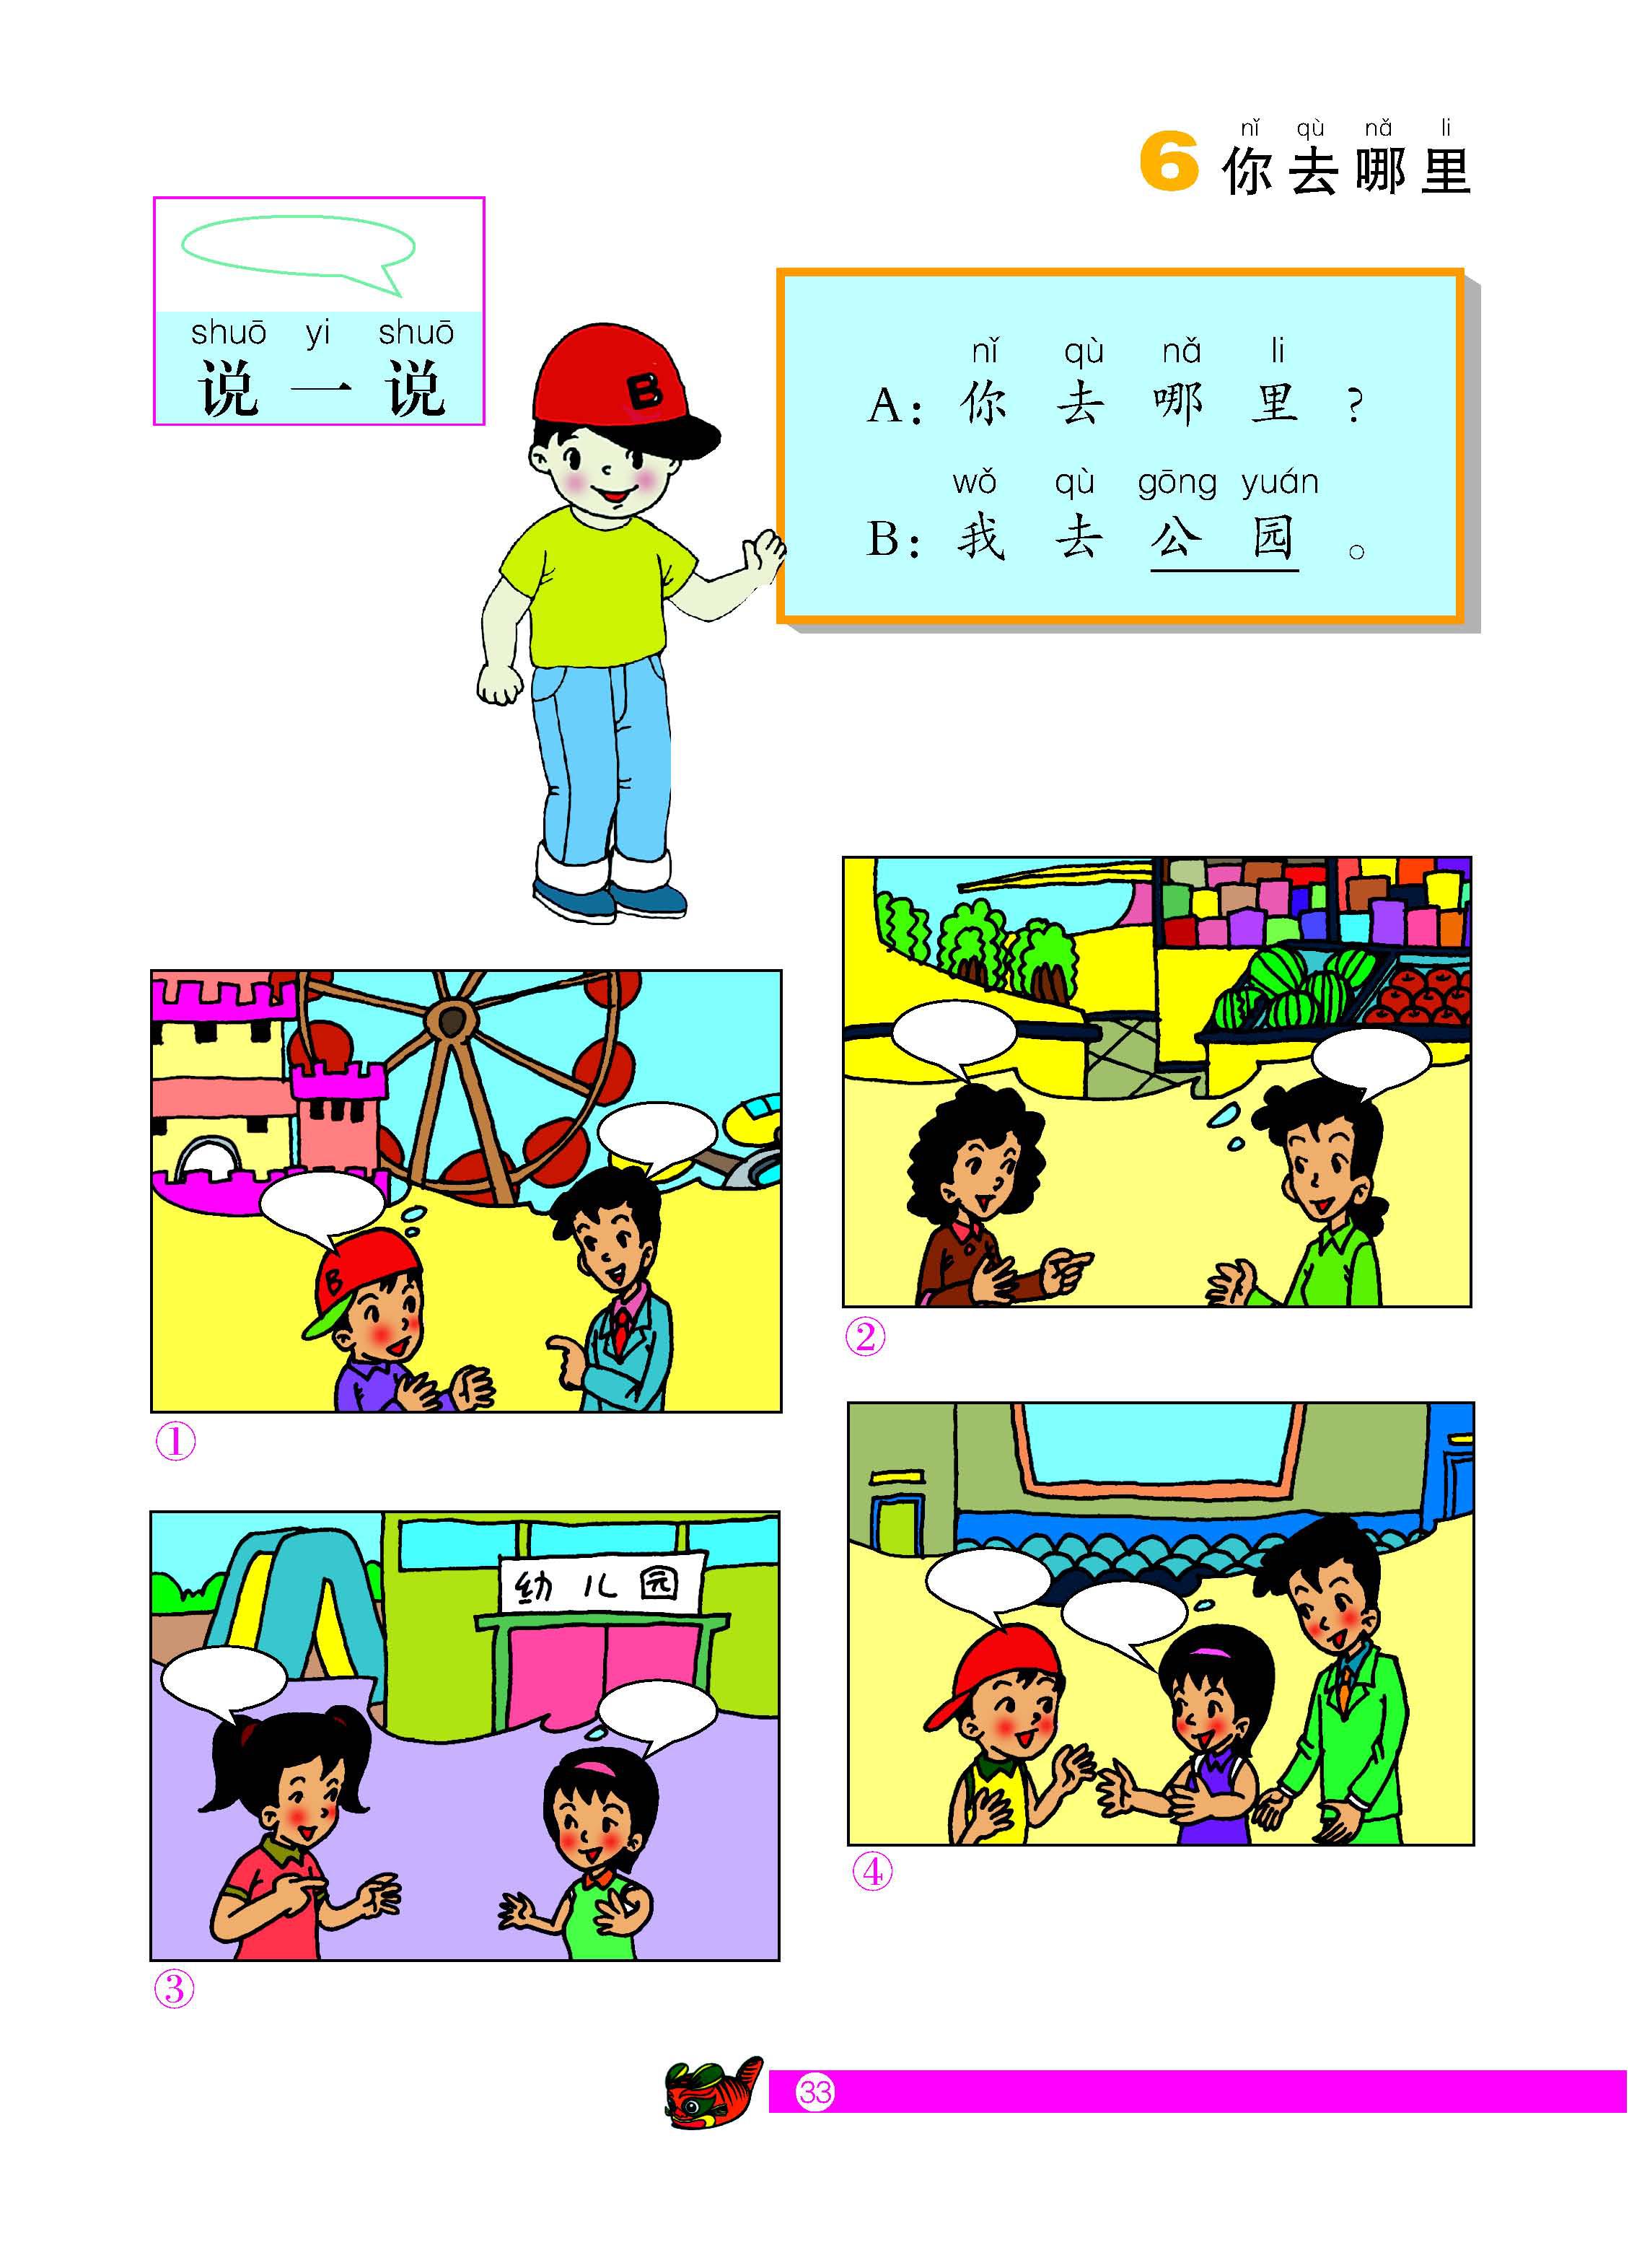 nǐ qù nǎ li
6 你去哪里
shuō yi shuō
说一说
B
nǐ qù nǎ li
A: 你去哪里?
wǒ qù gōng yuán
B: 我去公园。
②
B
①
④
幼儿园
③
33